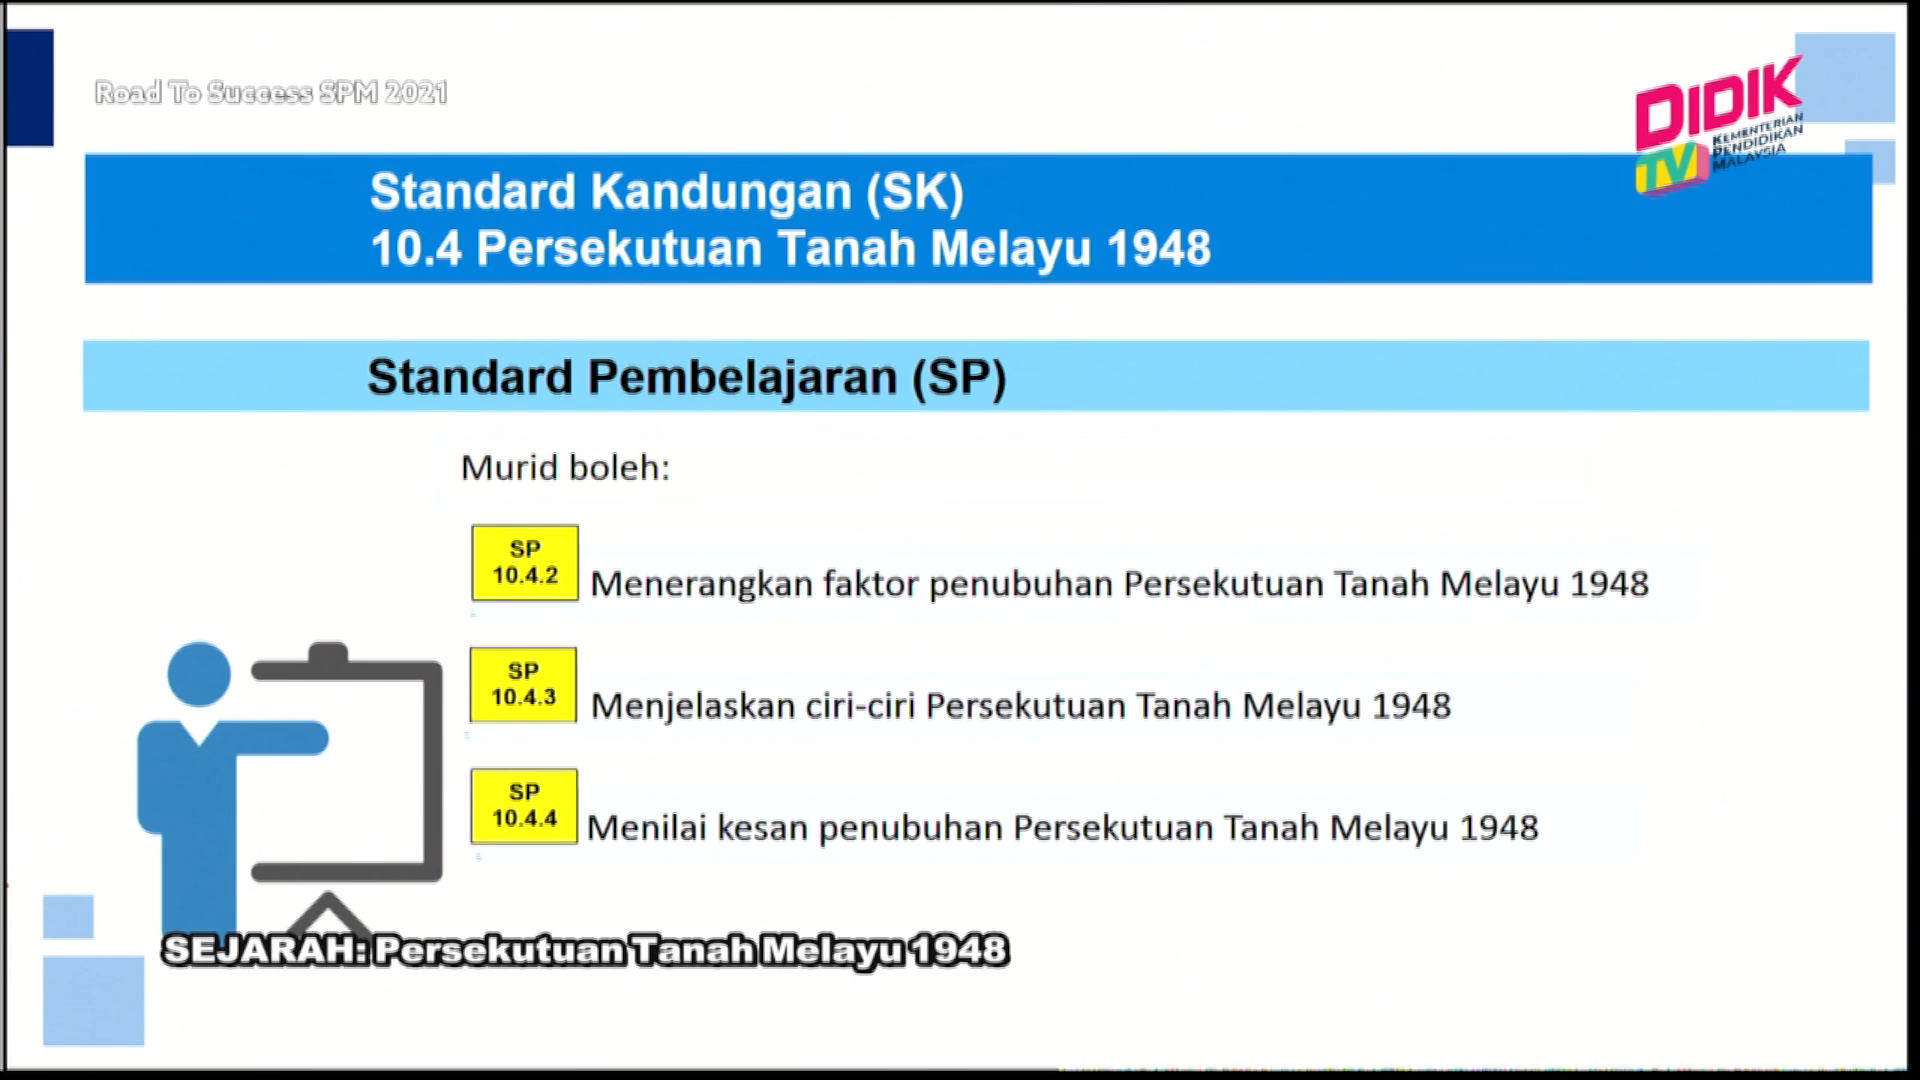 Road To Success SPM 2021
DIDIK
TV
KEMENTERIAN
PENDIDIKAN
MALAYSIA
Standard Kandungan (SK)
10.4 Persekutuan Tanah Melayu 1948
Standard Pembelajaran (SP)
Murid boleh:
SP
10.4.2
Menerangkan faktor penubuhan Persekutuan Tanah Melayu 1948
SP
10.4.3
Menjelaskan ciri-ciri Persekutuan Tanah Melayu 1948
SP
10.4.4
Menilai kesan penubuhan Persekutuan Tanah Melayu 1948
SEJARAH: Persekutuan Tanah Melayu 1948